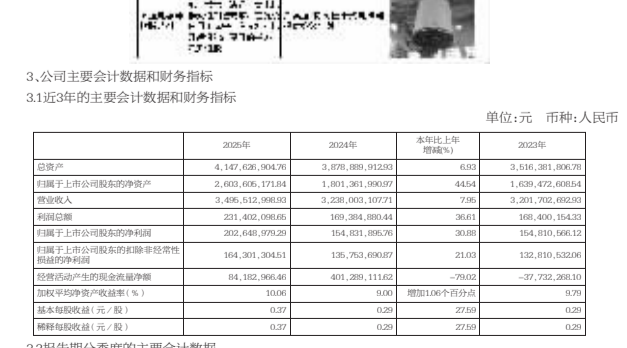 3、公司主要会计数据和财务指标
3.1近3年的主要会计数据和财务指标
单位:元 币种:人民币
2025年 2024年 本年比上年增减(%) 2023年
总资产 4,147,626,904.76 3,878,889,912.93 6.93 3,516,381,806.78
归属于上市公司股东的净资产 2,603,605,171.84 1,801,361,990.97 44.54 1,639,472,608.54
营业收入 3,495,512,998.93 3,238,003,107.71 7.95 3,201,702,692.93
利润总额 231,402,098.65 169,384,880.44 36.61 168,400,154.33
归属于上市公司股东的净利润 202,648,979.29 154,831,895.76 30.88 154,810,566.12
归属于上市公司股东的扣除非经常性损益的净利润 164,301,304.51 135,753,690.87 21.03 132,810,532.06
经营活动产生的现金流量净额 84,182,966.46 401,289,111.62 -79.02 -37,732,268.10
加权平均净资产收益率(%) 10.06 9.00 增加1.06个百分点 9.79
基本每股收益(元/股) 0.37 0.29 27.59 0.29
稀释每股收益(元/股) 0.37 0.29 27.59 0.29